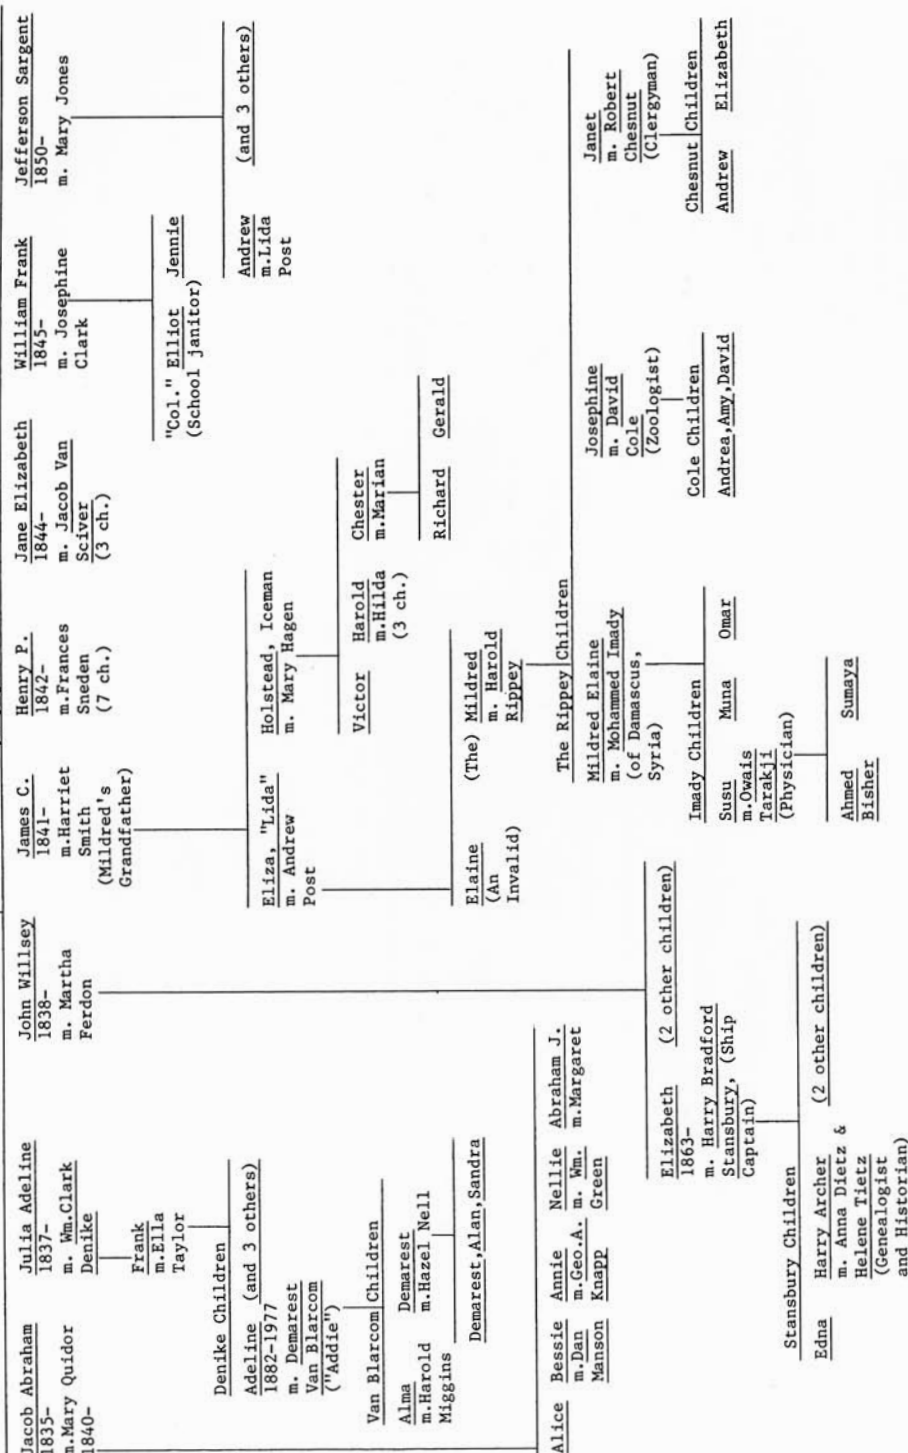 Jacob Abraham
1835-
m.Mary Quidor
1840-
Julia Adeline
1837-
m. Wm.Clark
Denike
John Willsey
1838-
m. Martha
Ferdon
James C.
1841-
m.Harriet
Smith
(Mildred's
Grandfather)
Henry P.
1842-
m.Frances
Sneden
(7 ch.)
Jane Elizabeth
1844-
m. Jacob Van
Sciver
(3 ch.)
William Frank
1845-
m. Josephine
Clark
Jefferson Sargent
1850-
m. Mary Jones
Frank
m.Ella
Taylor
Denike Children
Adeline (and 3 others)
1882-1977
m. Demarest
Van Blarcom
("Addie")
Van Blarcom Children
Alma
m.Harold
Miggins
Demarest
m.Hazel Nell
Demarest,Alan,Sandra
"Col." Elliot Jennie
(School janitor)
Andrew
m.Lida
Post
(and 3 others)
Eliza, "Lida"
m. Andrew
Post
Holstead, Iceman
m. Mary Hagen
Victor
Harold
m.Hilda
(3 ch.)
Chester
m.Marian
Richard Gerald
Elaine
(An
Invalid)
(The) Mildred
m. Harold
Rippey
The Rippey Children
Mildred Elaine
m. Mohammed Imady
(of Damascus,
Syria)
Josephine
m. David
Cole
(Zoologist)
Janet
m. Robert
Chesnut
(Clergyman)
Imady Children
Susu Muna Omar
m.Owais
Tarakji
(Physician)
Ahmed Sumaya
Bisher
Cole Children
Andrea,Amy,David
Chesnut Children
Andrew Elizabeth
Alice
Bessie
m.Dan
Manson
Annie
m.Geo.A.
Knapp
Nellie
m. Wm.
Green
Abraham J.
m.Margaret
Elizabeth (2 other children)
1863-
m. Harry Bradford
Stansbury, (Ship
Captain)
Stansbury Children
Edna
Harry Archer (2 other children)
m. Anna Dietz &
Helene Tietz
(Genealogist
and Historian)